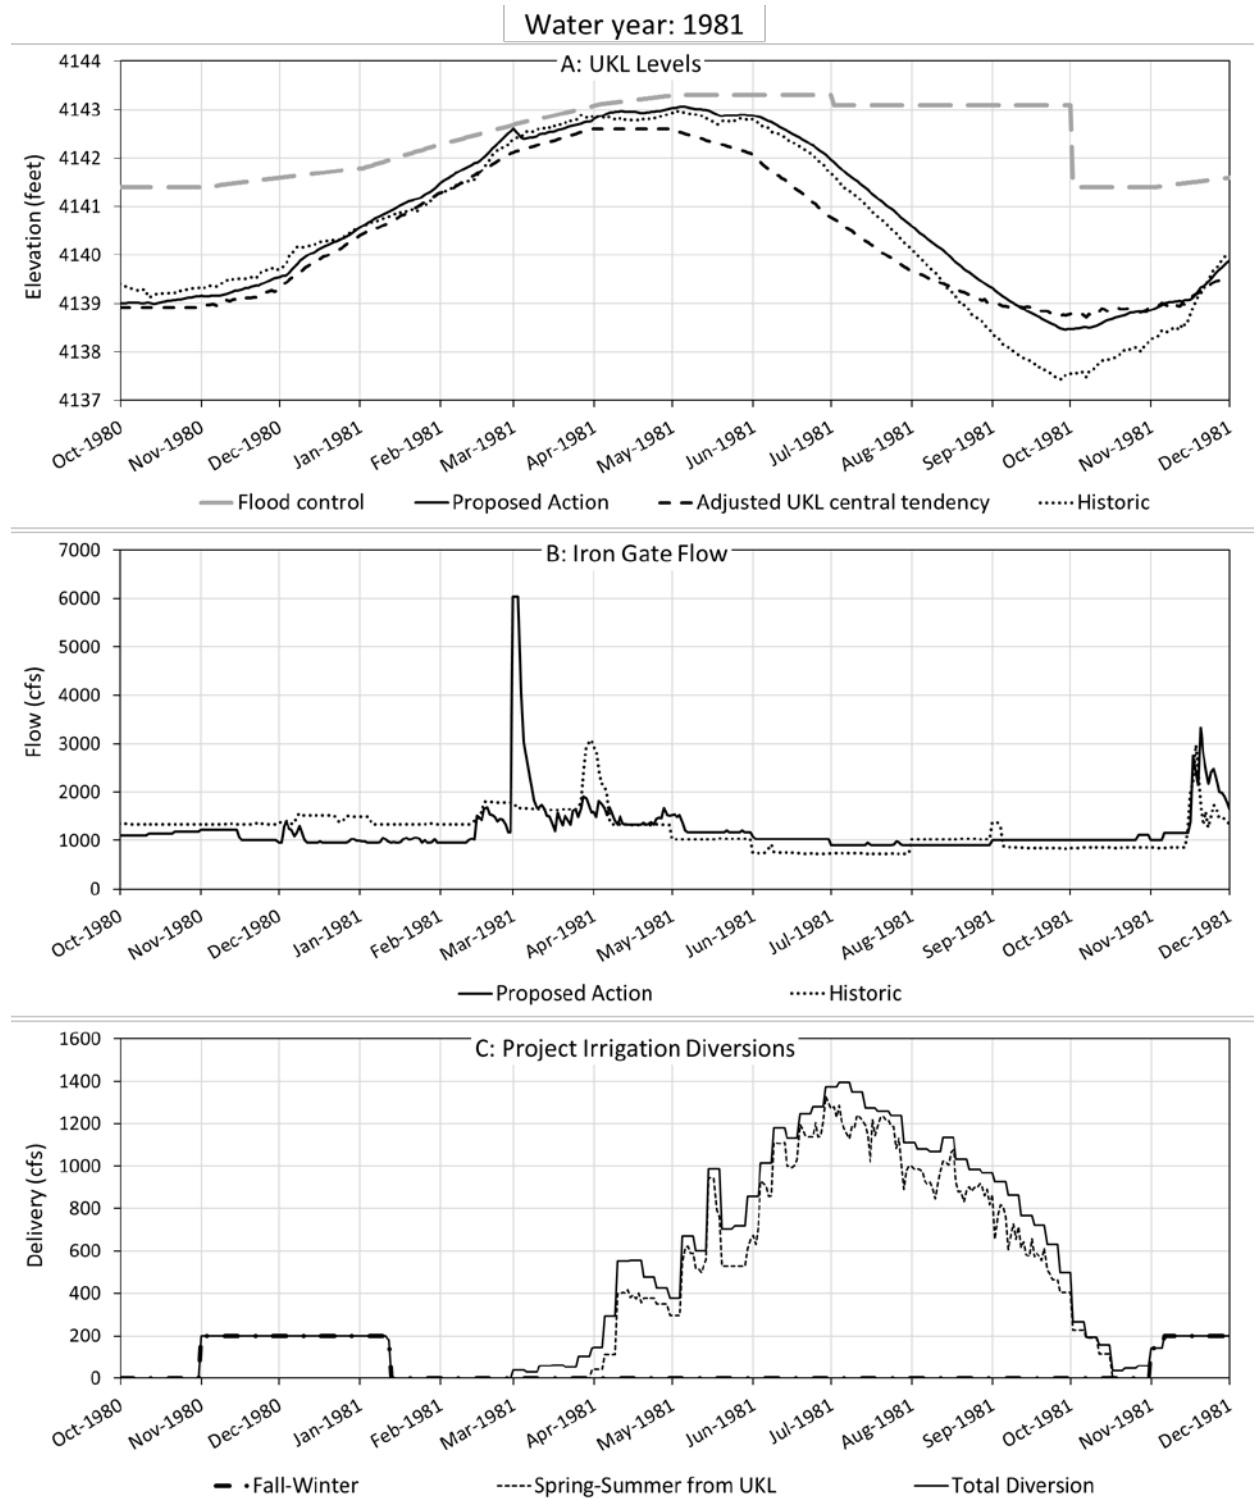 Water year: 1981
A: UKL Levels
Elevation (feet)
4144
4143
4142
4141
4140
4139
4138
4137
Oct-1980 Nov-1980 Dec-1980 Jan-1981 Feb-1981 Mar-1981 Apr-1981 May-1981 Jun-1981 Jul-1981 Aug-1981 Sep-1981 Oct-1981 Nov-1981 Dec-1981
Flood control Proposed Action Adjusted UKL central tendency Historic
B: Iron Gate Flow
Flow (cfs)
7000
6000
5000
4000
3000
2000
1000
0
Oct-1980 Nov-1980 Dec-1980 Jan-1981 Feb-1981 Mar-1981 Apr-1981 May-1981 Jun-1981 Jul-1981 Aug-1981 Sep-1981 Oct-1981 Nov-1981 Dec-1981
Proposed Action Historic
C: Project Irrigation Diversions
Delivery (cfs)
1600
1400
1200
1000
800
600
400
200
0
Oct-1980 Nov-1980 Dec-1980 Jan-1981 Feb-1981 Mar-1981 Apr-1981 May-1981 Jun-1981 Jul-1981 Aug-1981 Sep-1981 Oct-1981 Nov-1981 Dec-1981
Fall-Winter Spring-Summer from UKL Total Diversion